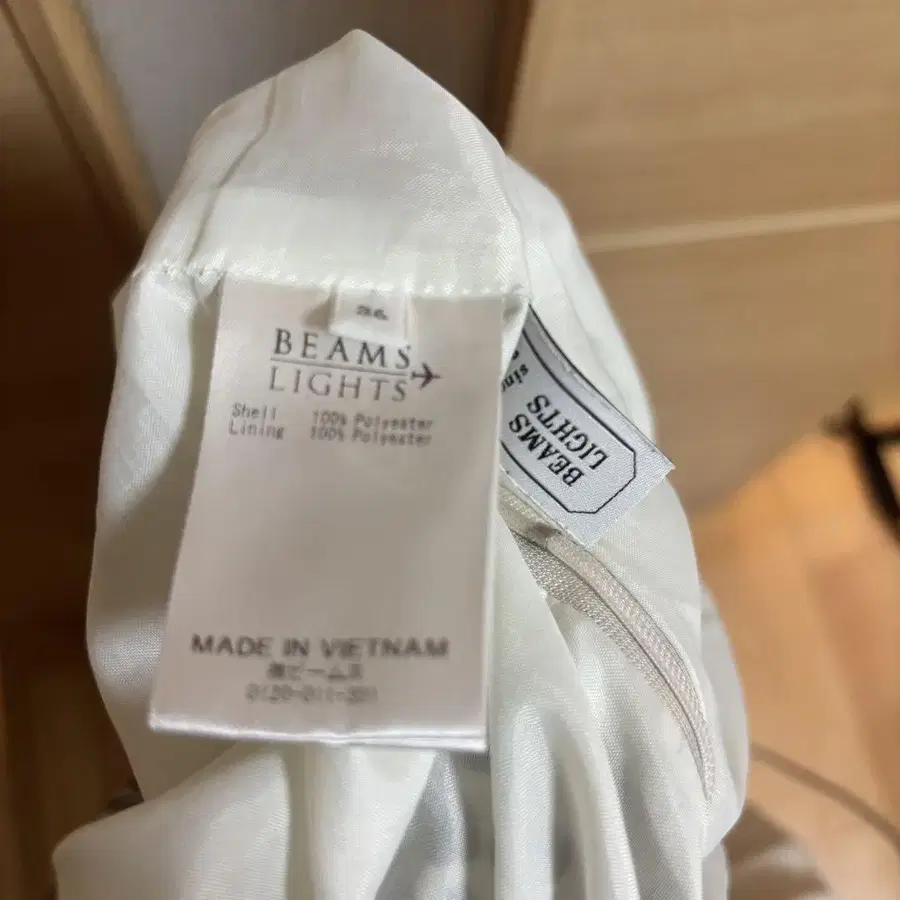 36
BEAMS
LIGHTS
Shell 100% Polyester
Lining 100% Polyester
MADE IN VIETNAM
㈱ビームス
0120-011-301
BEAMS
LIGHTS